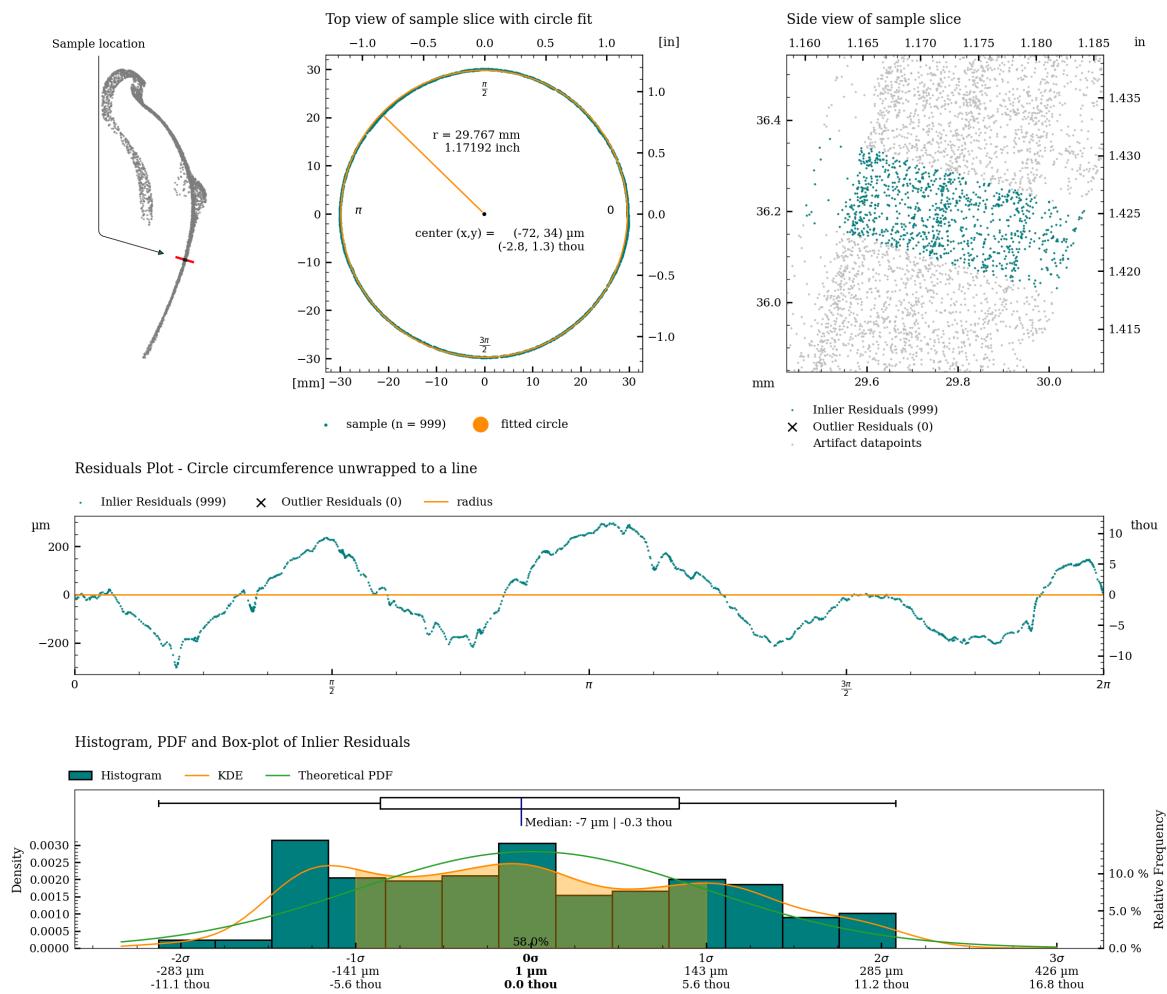 Sample location
Top view of sample slice with circle fit
−1.0 −0.5 0.0 0.5 1.0 [in]
30
20
10
0
−10
−20
−30
1.0
0.5
0.0
−0.5
−1.0
π/2
r = 29.767 mm
1.17192 inch
π
0
center (x,y) = (-72, 34) µm
(-2.8, 1.3) thou
3π/2
[mm] −30 −20 −10 0 10 20 30
sample (n = 999) fitted circle
Side view of sample slice
1.160 1.165 1.170 1.175 1.180 1.185 in
36.4
36.2
36.0
1.435
1.430
1.425
1.420
1.415
mm 29.6 29.8 30.0
Inlier Residuals (999)
Outlier Residuals (0)
Artifact datapoints
Residuals Plot - Circle circumference unwrapped to a line
Inlier Residuals (999) Outlier Residuals (0) radius
µm
200
0
−200
thou
10
5
0
−5
−10
0 π/2 π 3π/2 2π
Histogram, PDF and Box-plot of Inlier Residuals
Histogram KDE Theoretical PDF
Median: -7 µm | -0.3 thou
Density
0.0030
0.0025
0.0020
0.0015
0.0010
0.0005
0.0000
10.0 %
5.0 %
0.0 %
Relative Frequency
58.0%
-2σ -1σ 0σ 1σ 2σ 3σ
-283 µm -141 µm 1 µm 143 µm 285 µm 426 µm
-11.1 thou -5.6 thou 0.0 thou 5.6 thou 11.2 thou 16.8 thou